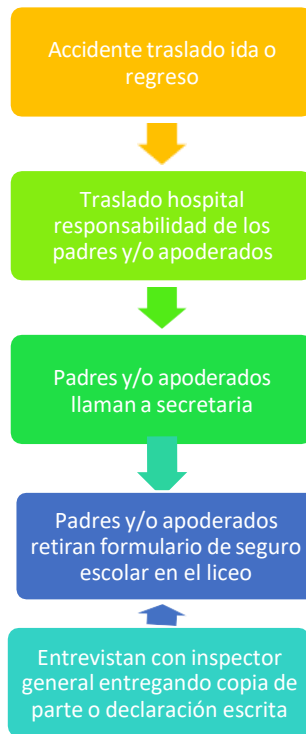 Accidente traslado ida o
regreso
Traslado hospital
responsabilidad de los
padres y/o apoderados
Padres y/o apoderados
llaman a secretaria
Padres y/o apoderados
retiran formulario de seguro
escolar en el liceo
Entrevistan con inspector
general entregando copia de
parte o declaración escrita